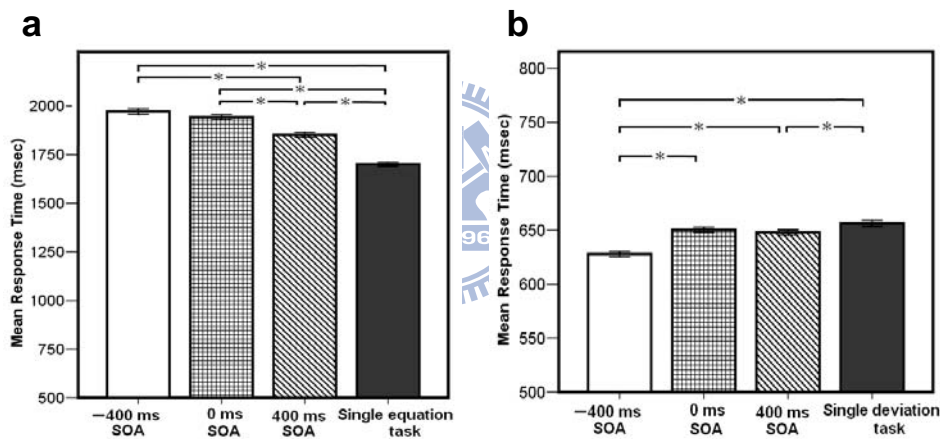 a
Mean Response Time (msec)
2000
1750
1500
1250
1000
750
500
* * * * *
−400 ms SOA
0 ms SOA
400 ms SOA
Single equation task
b
Mean Response Time (msec)
800
750
700
650
600
550
500
* * * *
−400 ms SOA
0 ms SOA
400 ms SOA
Single deviation task
96